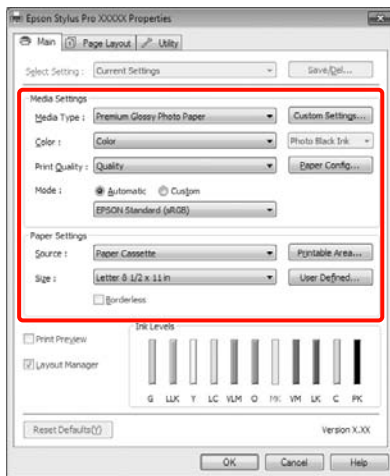 Epson Stylus Pro XXXXX Properties
Main Page Layout Utility
Select Setting : Current Settings Save/Del...
Media Settings
Media Type : Premium Glossy Photo Paper Custom Settings...
Color : Color Photo Black Ink
Print Quality : Quality Paper Config...
Mode : Automatic Custom
EPSON Standard (sRGB)
Paper Settings
Source : Paper Cassette Printable Area...
Size : Letter 8 1/2 x 11 in User Defined...
Borderless
Ink Levels
Print Preview
Layout Manager
G LLK Y LC VLM O MK VM LK C PK
Reset Defaults(Y) Version X.XX
OK Cancel Help